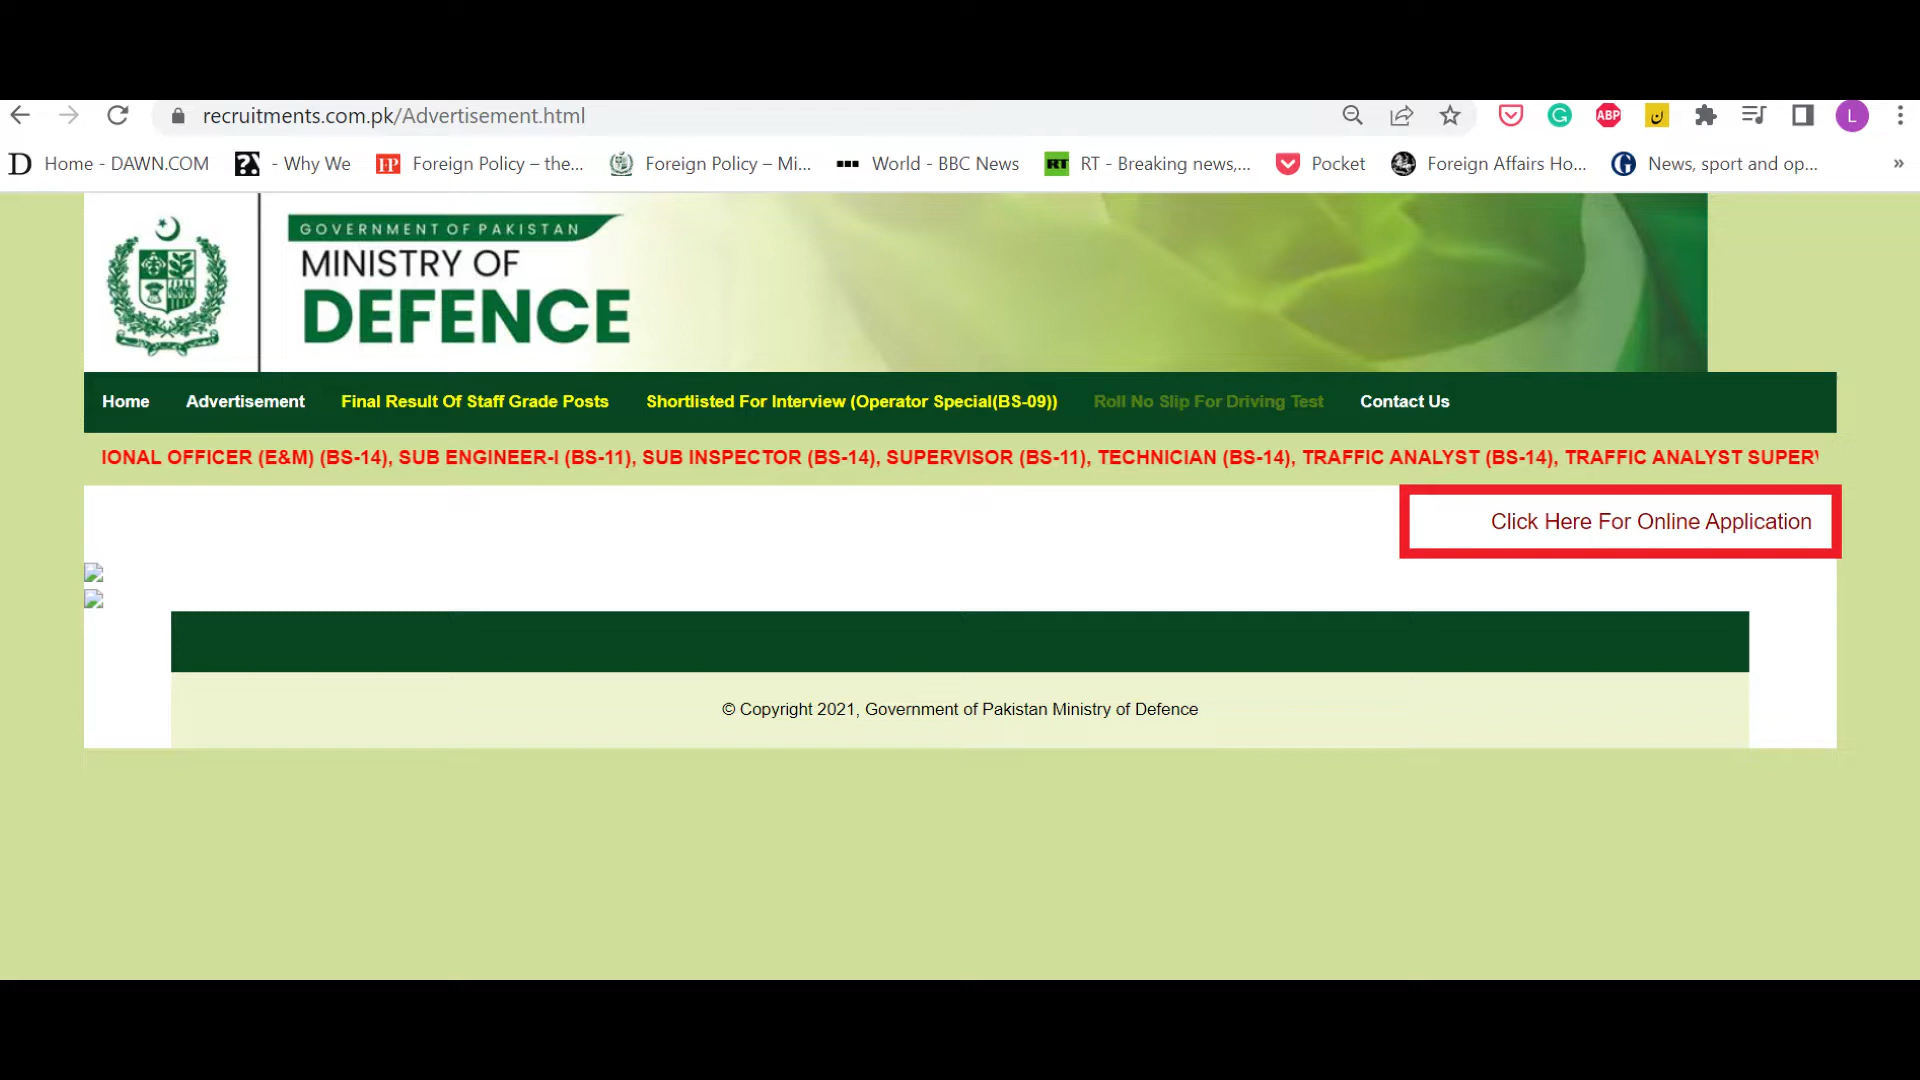 recruitments.com.pk/Advertisement.html
ABP
ن
L
D Home - DAWN.COM
- Why We
FP Foreign Policy – the...
Foreign Policy – Mi...
World - BBC News
RT RT - Breaking news,...
Pocket
Foreign Affairs Ho...
G News, sport and op...
»
GOVERNMENT OF PAKISTAN
MINISTRY OF
DEFENCE
Home Advertisement Final Result Of Staff Grade Posts Shortlisted For Interview (Operator Special(BS-09)) Roll No Slip For Driving Test Contact Us
IONAL OFFICER (E&M) (BS-14), SUB ENGINEER-I (BS-11), SUB INSPECTOR (BS-14), SUPERVISOR (BS-11), TECHNICIAN (BS-14), TRAFFIC ANALYST (BS-14), TRAFFIC ANALYST SUPER
Click Here For Online Application
© Copyright 2021, Government of Pakistan Ministry of Defence